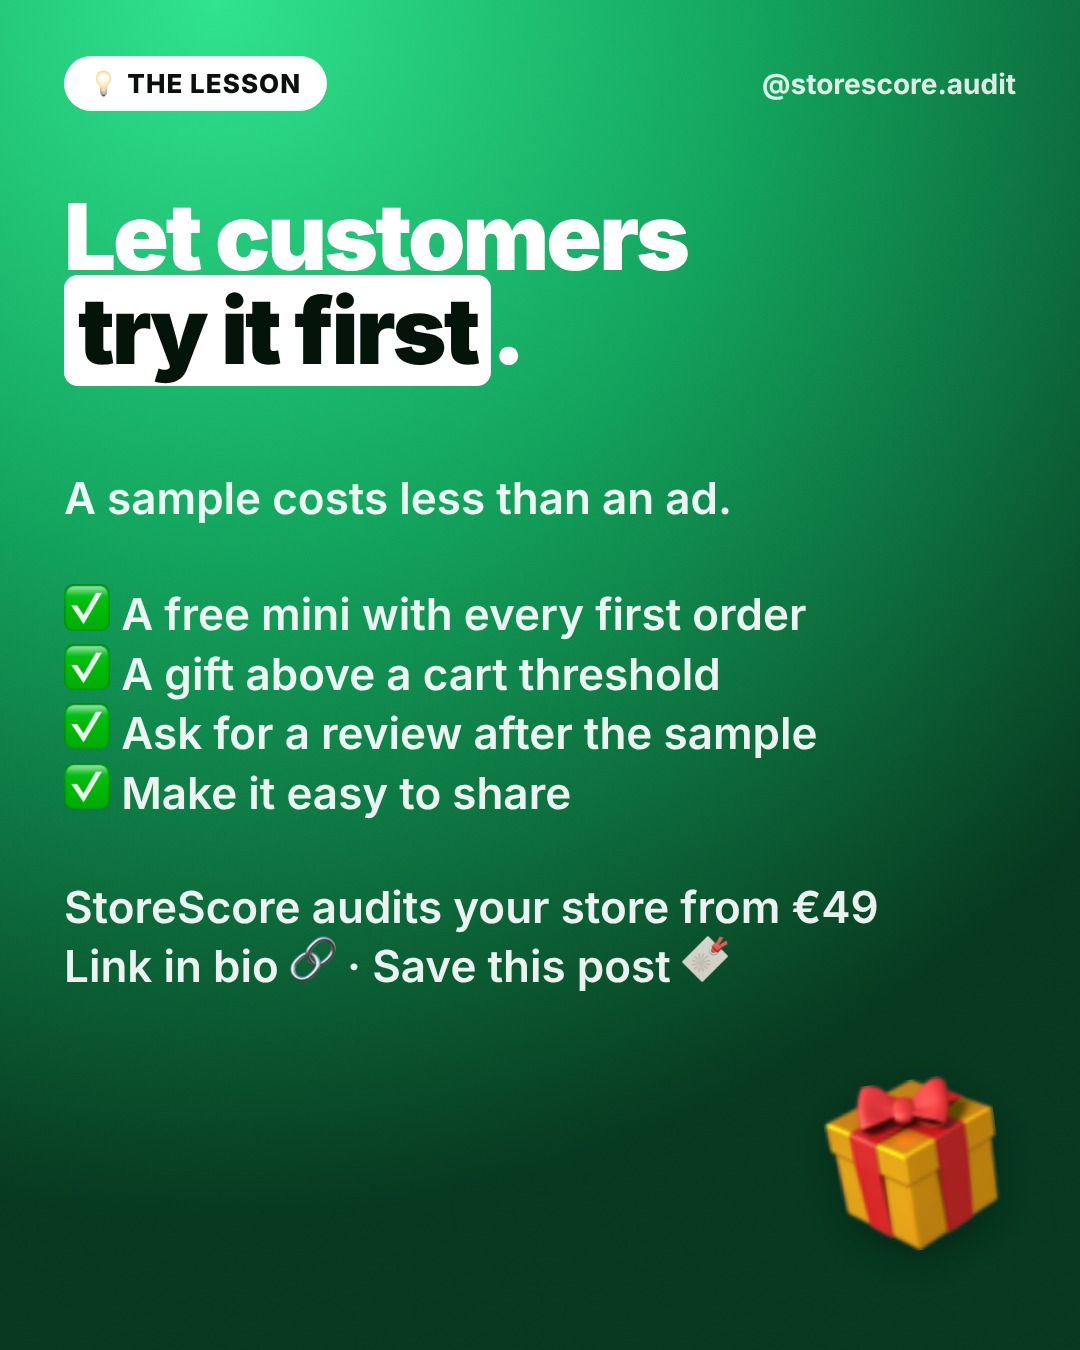 💡 THE LESSON
@storescore.audit
Let customers
try it first.
A sample costs less than an ad.
✅ A free mini with every first order
✅ A gift above a cart threshold
✅ Ask for a review after the sample
✅ Make it easy to share
StoreScore audits your store from €49
Link in bio 🔗 · Save this post 🔖